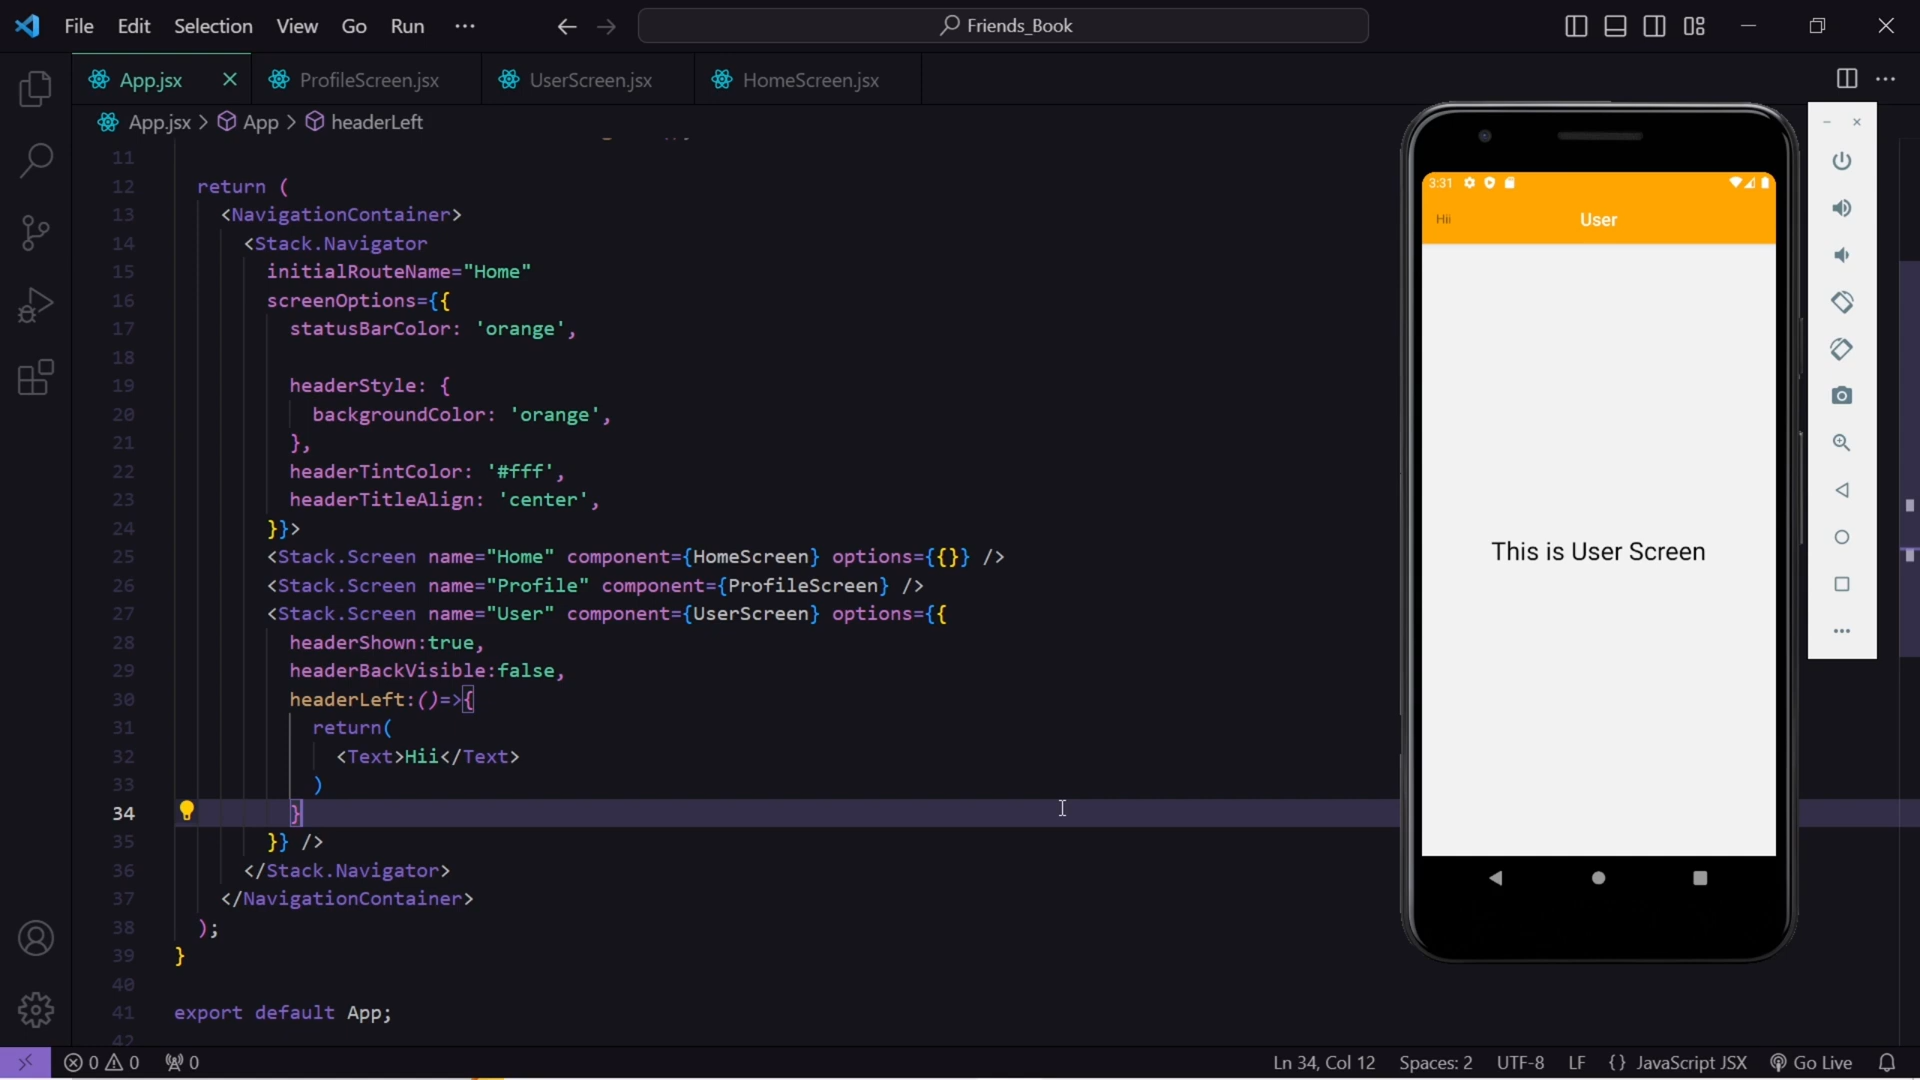 File Edit Selection View Go Run ··· Friends_Book
App.jsx ProfileScreen.jsx UserScreen.jsx HomeScreen.jsx
App.jsx > App > headerLeft
11
12 return (
13 <NavigationContainer>
14 <Stack.Navigator
15 initialRouteName="Home"
16 screenOptions={{
17 statusBarColor: 'orange',
18
19 headerStyle: {
20 backgroundColor: 'orange',
21 },
22 headerTintColor: '#fff',
23 headerTitleAlign: 'center',
24 }}>
25 <Stack.Screen name="Home" component={HomeScreen} options={{}} />
26 <Stack.Screen name="Profile" component={ProfileScreen} />
27 <Stack.Screen name="User" component={UserScreen} options={{
28 headerShown:true,
29 headerBackVisible:false,
30 headerLeft:()=>{
31 return(
32 <Text>Hii</Text>
33 )
34 }
35 }} />
36 </Stack.Navigator>
37 </NavigationContainer>
38 );
39 }
40
41 export default App;
42
3:31
Hii User
This is User Screen
0 0 0 Ln 34, Col 12 Spaces: 2 UTF-8 LF {} JavaScript JSX Go Live